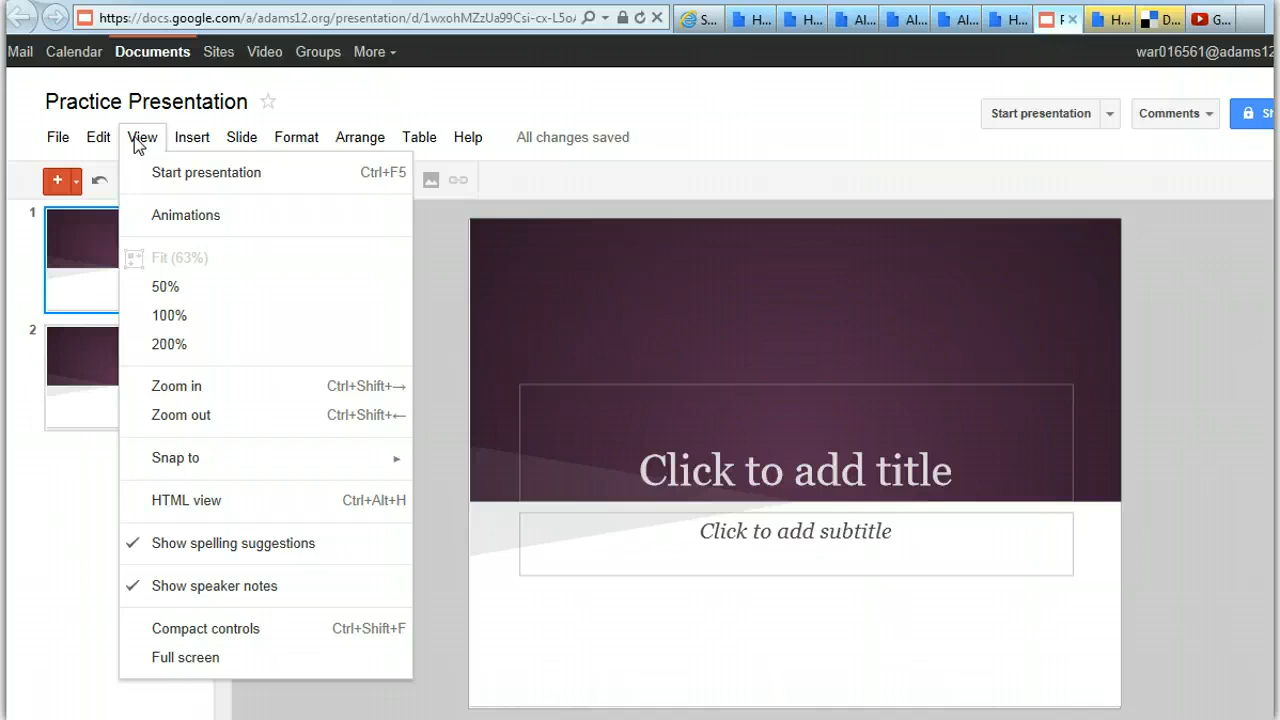 https://docs.google.com/a/adams12.org/presentation/d/1wxohMZzUa99Csi-cx-L5o
S... H... H... Al... Al... Al... H... F H... D... G...
Mail Calendar Documents Sites Video Groups More war016561@adams12
Practice Presentation
File Edit View Insert Slide Format Arrange Table Help All changes saved
Start presentation Comments Sh
Start presentation Ctrl+F5
Animations
Fit (63%)
50%
100%
200%
Zoom in Ctrl+Shift+→
Zoom out Ctrl+Shift+←
Snap to
HTML view Ctrl+Alt+H
Show spelling suggestions
Show speaker notes
Compact controls Ctrl+Shift+F
Full screen
1
2
Click to add title
Click to add subtitle